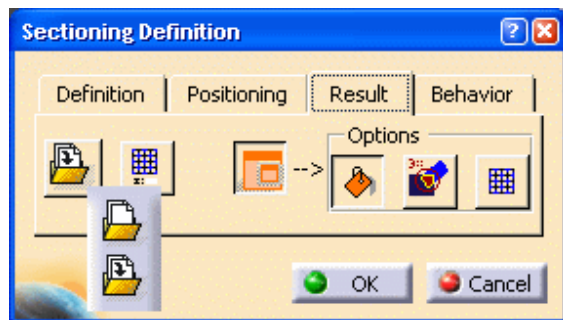 Sectioning Definition
Definition Positioning Result Behavior
Options
-->
OK Cancel